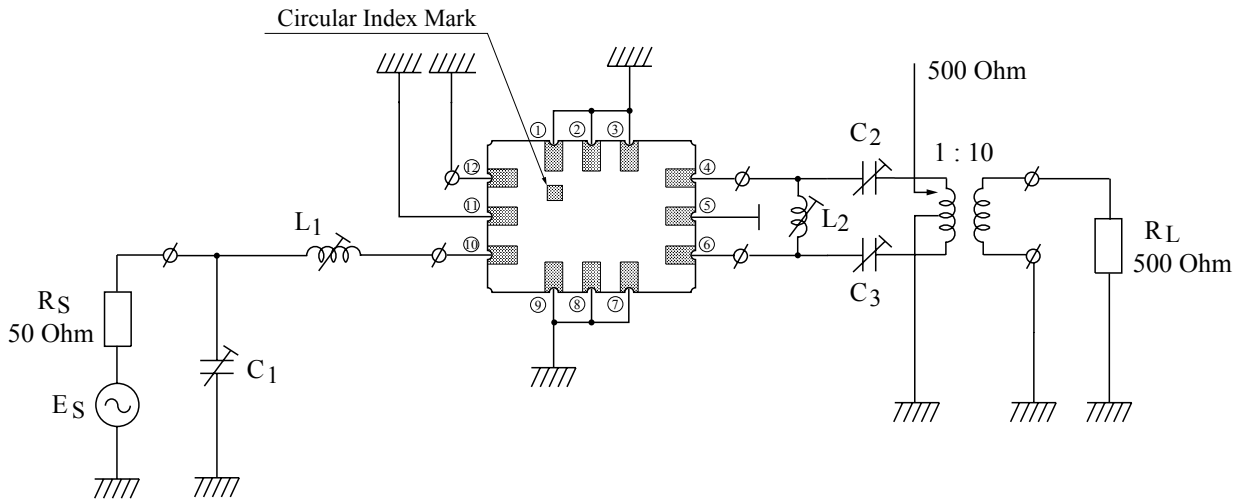 Circular Index Mark
500 Ohm
① ② ③
C2
1 : 10
⑫ ④
⑪ ⑤
L1
L2
⑩ ⑥
RL
500 Ohm
C3
RS
50 Ohm
⑨ ⑧ ⑦
C1
ES